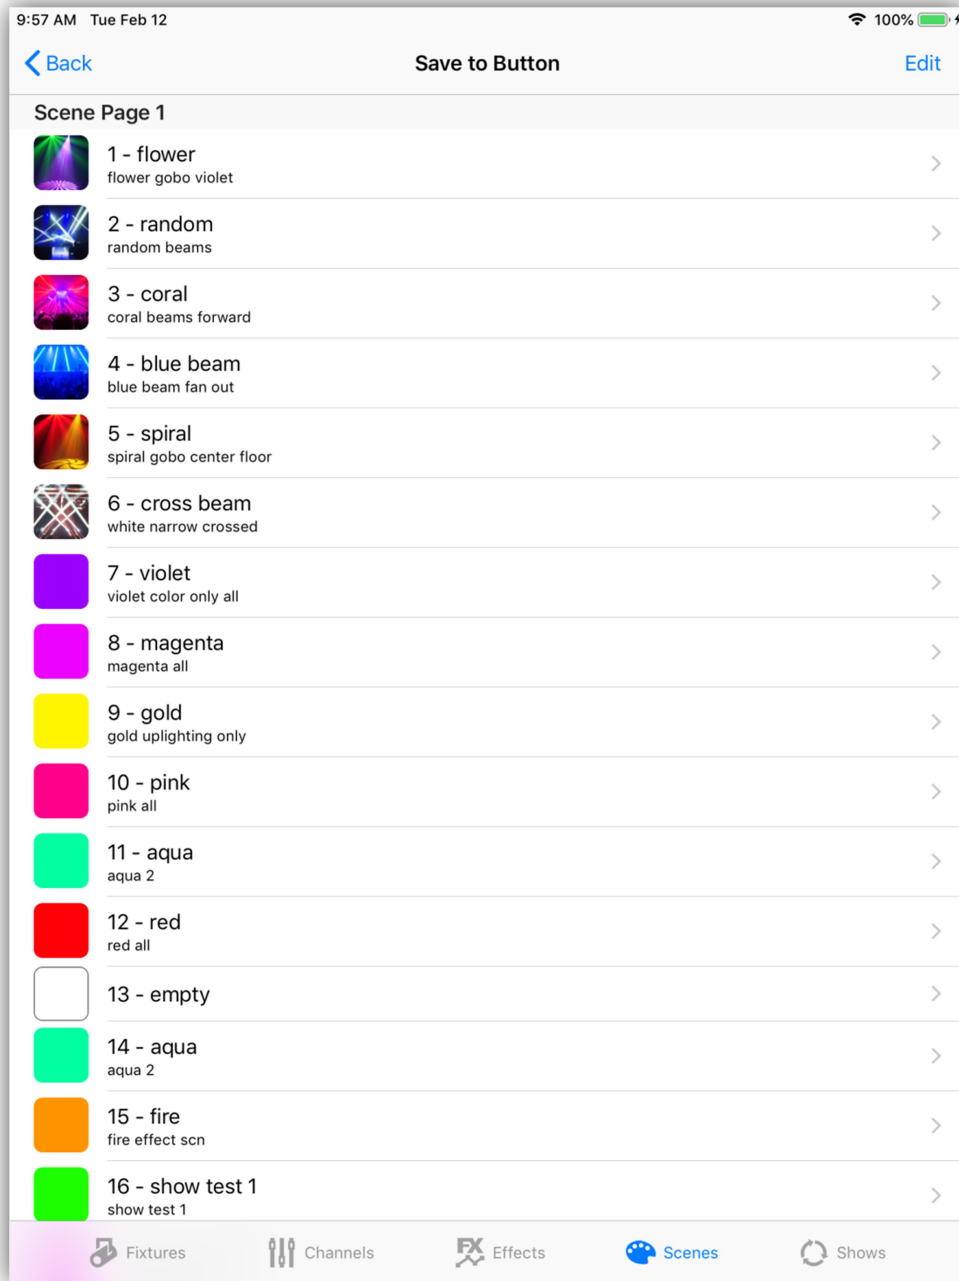 9:57 AM Tue Feb 12 100%
Back Save to Button Edit
Scene Page 1
1 - flower
flower gobo violet
2 - random
random beams
3 - coral
coral beams forward
4 - blue beam
blue beam fan out
5 - spiral
spiral gobo center floor
6 - cross beam
white narrow crossed
7 - violet
violet color only all
8 - magenta
magenta all
9 - gold
gold uplighting only
10 - pink
pink all
11 - aqua
aqua 2
12 - red
red all
13 - empty
14 - aqua
aqua 2
15 - fire
fire effect scn
16 - show test 1
show test 1
Fixtures Channels FX Effects Scenes Shows